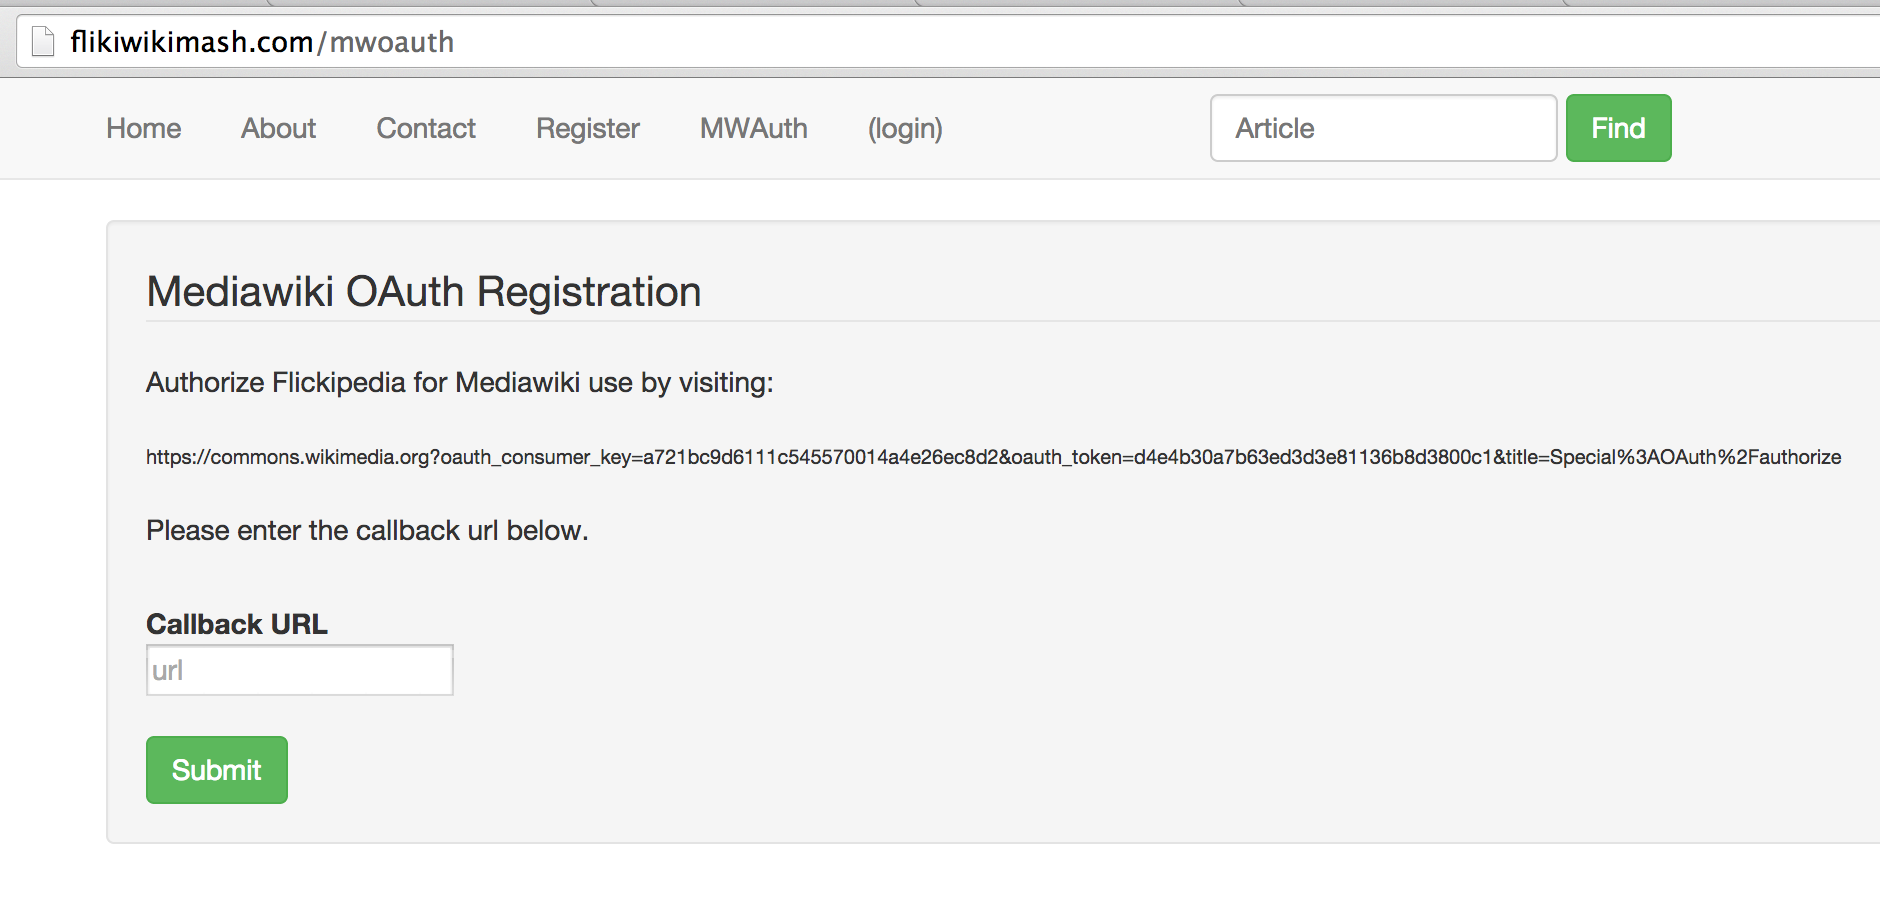 flikiwikimash.com/mwoauth
Home About Contact Register MWAuth (login) Article Find
Mediawiki OAuth Registration
Authorize Flickipedia for Mediawiki use by visiting:
https://commons.wikimedia.org?oauth_consumer_key=a721bc9d6111c545570014a4e26ec8d2&oauth_token=d4e4b30a7b63ed3d3e81136b8d3800c1&title=Special%3AOAuth%2Fauthorize
Please enter the callback url below.
Callback URL
url
Submit